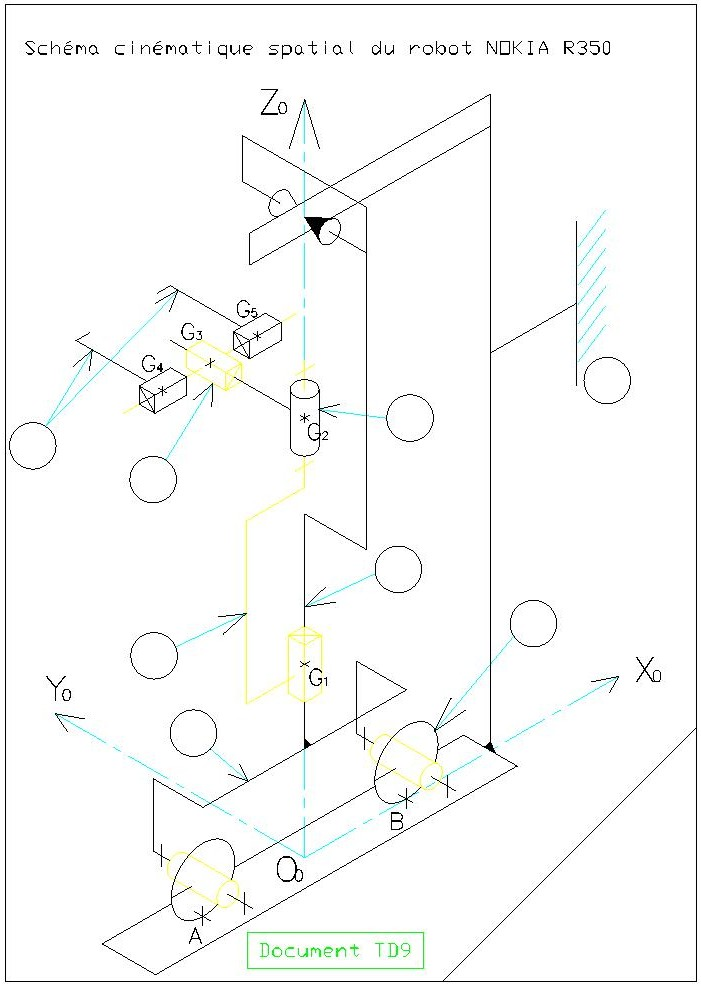 Schéma cinématique spatial du robot NOKIA R350
Z0
G5
G3
G4
G2
G1
Y0
X0
B
O0
A
Document TD9